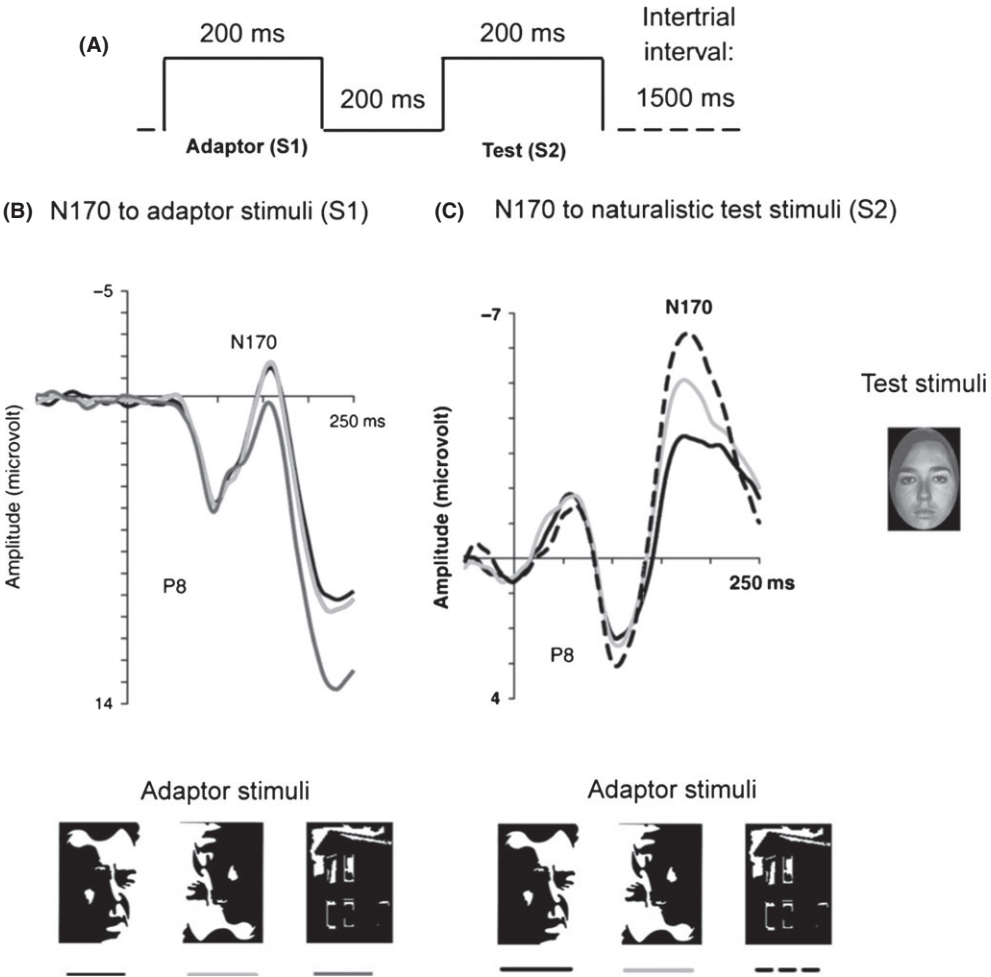 (A)
200 ms
200 ms
200 ms
Intertrial
interval:
1500 ms
Adaptor (S1)
Test (S2)
(B) N170 to adaptor stimuli (S1)
(C) N170 to naturalistic test stimuli (S2)
−5
N170
250 ms
Amplitude (microvolt)
P8
14
−7
N170
250 ms
Amplitude (microvolt)
P8
4
Test stimuli
Adaptor stimuli
Adaptor stimuli